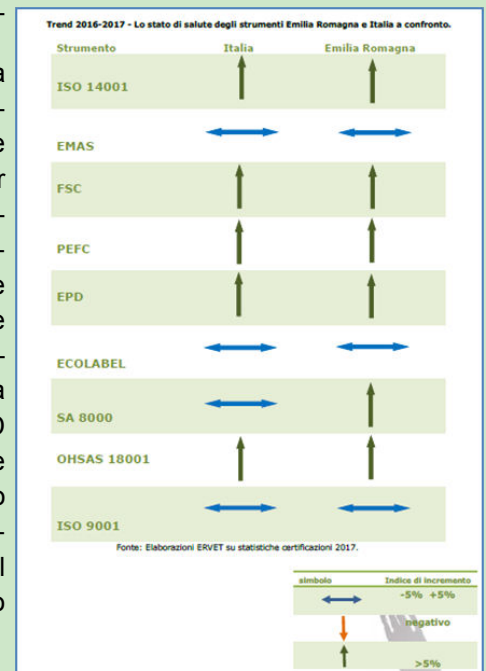 Trend 2016-2017 - Lo stato di salute degli strumenti Emilia Romagna e Italia a confronto.
Strumento Italia Emilia Romagna
ISO 14001
EMAS
FSC
PEFC
EPD
ECOLABEL
SA 8000
OHSAS 18001
ISO 9001
Fonte: Elaborazioni ERVET su statistiche certificazioni 2017.
simbolo Indice di incremento
-5% +5%
negativo
>5%